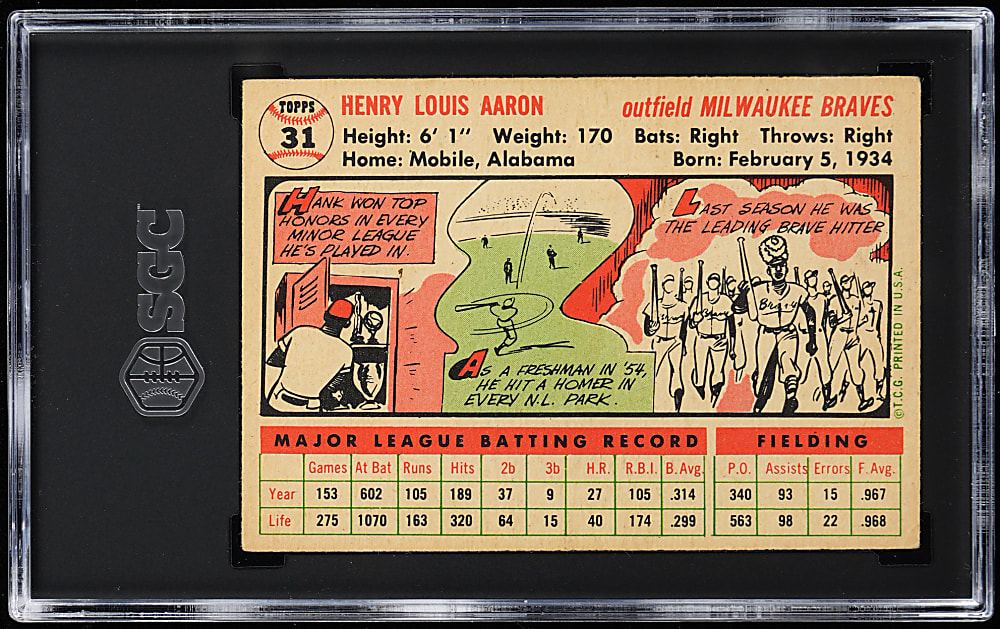 SGC
TOPPS
31
HENRY LOUIS AARON outfield MILWAUKEE BRAVES
Height: 6' 1" Weight: 170 Bats: Right Throws: Right
Home: Mobile, Alabama Born: February 5, 1934
HANK WON TOP
HONORS IN EVERY
MINOR LEAGUE
HE'S PLAYED IN.
AS A FRESHMAN IN '54,
HE HIT A HOMER IN
EVERY N.L. PARK.
LAST SEASON HE WAS
THE LEADING BRAVE HITTER
Braves
©T.C.G. PRINTED IN U.S.A.
MAJOR LEAGUE BATTING RECORD FIELDING
Games At Bat Runs Hits 2b 3b H.R. R.B.I. B.Avg. P.O. Assists Errors F. Avg.
Year 153 602 105 189 37 9 27 105 .314 340 93 15 .967
Life 275 1070 163 320 64 15 40 174 .299 563 98 22 .968